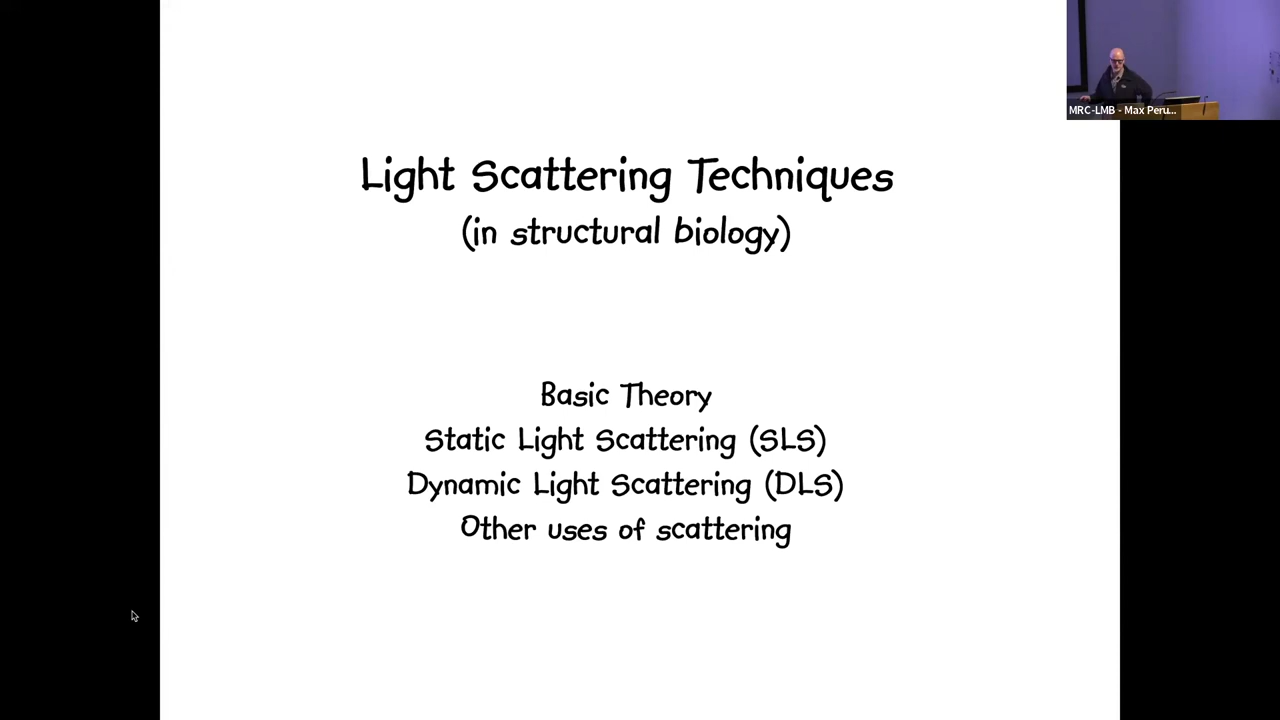 MRC-LMB - Max Peru...
Light Scattering Techniques
(in structural biology)
Basic Theory
Static Light Scattering (SLS)
Dynamic Light Scattering (DLS)
Other uses of scattering